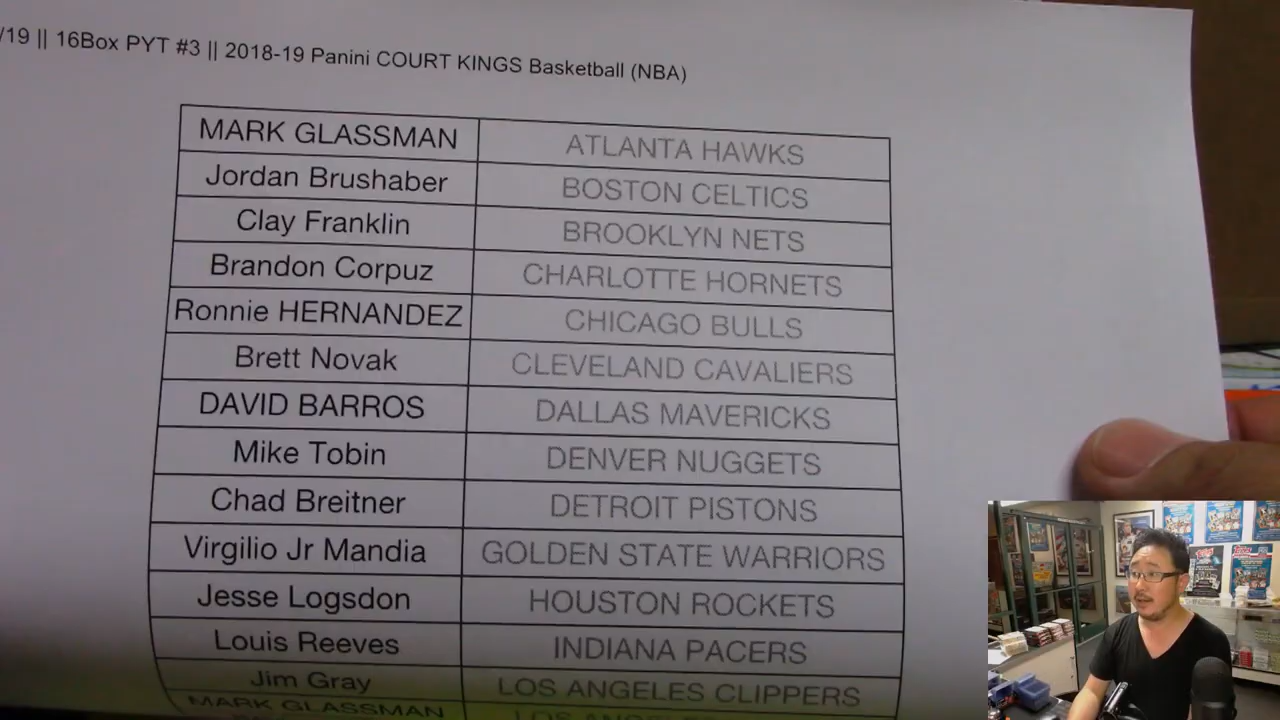 /19 || 16Box PYT #3 || 2018-19 Panini COURT KINGS Basketball (NBA)
MARK GLASSMAN ATLANTA HAWKS
Jordan Brushaber BOSTON CELTICS
Clay Franklin BROOKLYN NETS
Brandon Corpuz CHARLOTTE HORNETS
Ronnie HERNANDEZ CHICAGO BULLS
Brett Novak CLEVELAND CAVALIERS
DAVID BARROS DALLAS MAVERICKS
Mike Tobin DENVER NUGGETS
Chad Breitner DETROIT PISTONS
Virgilio Jr Mandia GOLDEN STATE WARRIORS
Jesse Logsdon HOUSTON ROCKETS
Louis Reeves INDIANA PACERS
Jim Gray LOS ANGELES CLIPPERS
MARK GLASSMAN LOS